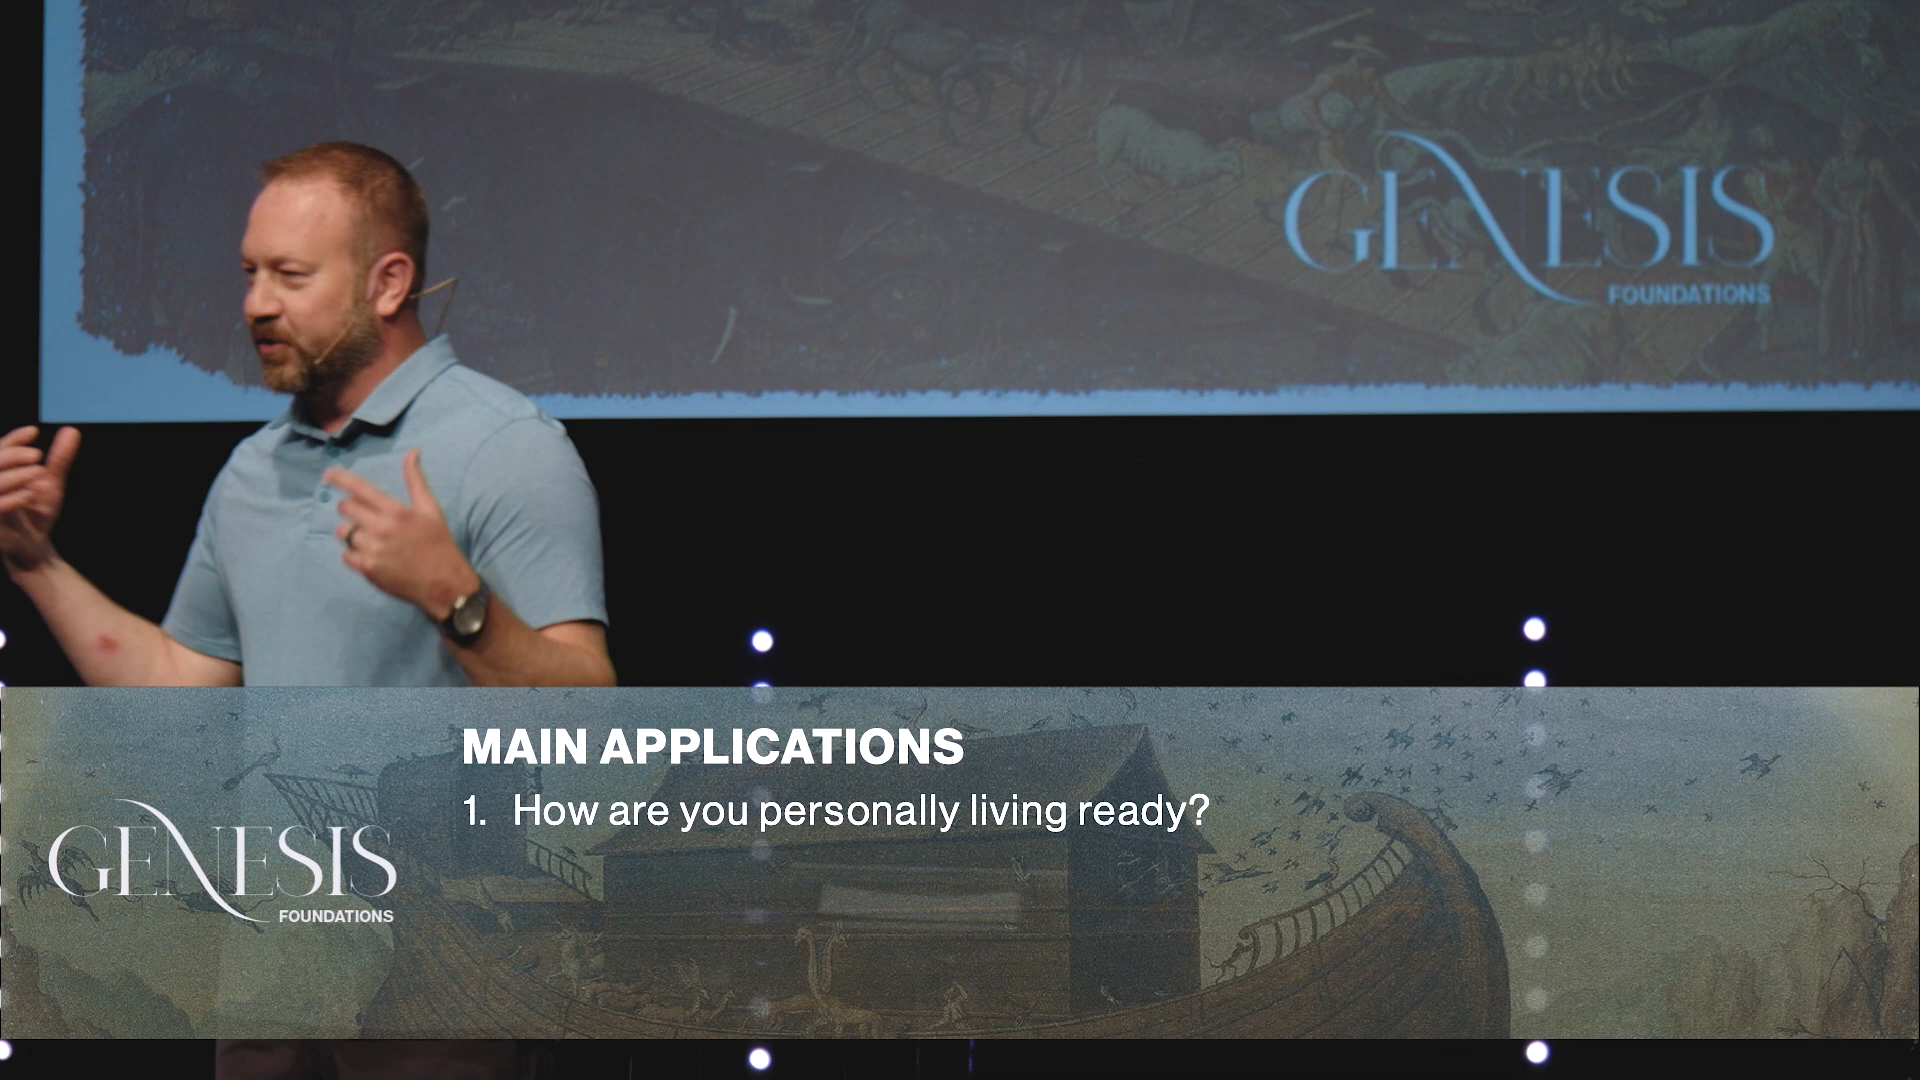 GENESIS
FOUNDATIONS
MAIN APPLICATIONS
1. How are you personally living ready?
GENESIS
FOUNDATIONS